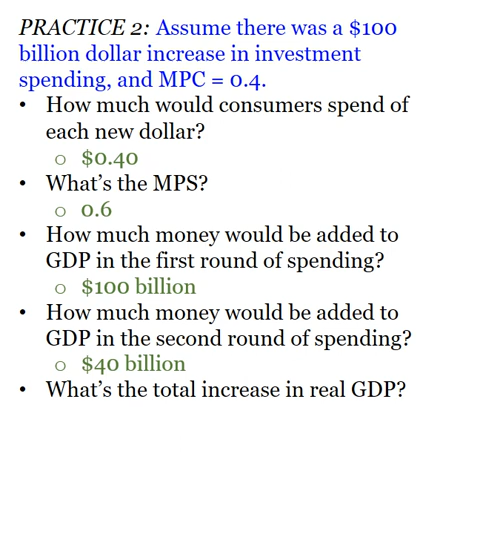 PRACTICE 2: Assume there was a $100
billion dollar increase in investment
spending, and MPC = 0.4.
• How much would consumers spend of
each new dollar?
○ $0.40
• What's the MPS?
○ 0.6
• How much money would be added to
GDP in the first round of spending?
○ $100 billion
• How much money would be added to
GDP in the second round of spending?
○ $40 billion
• What's the total increase in real GDP?